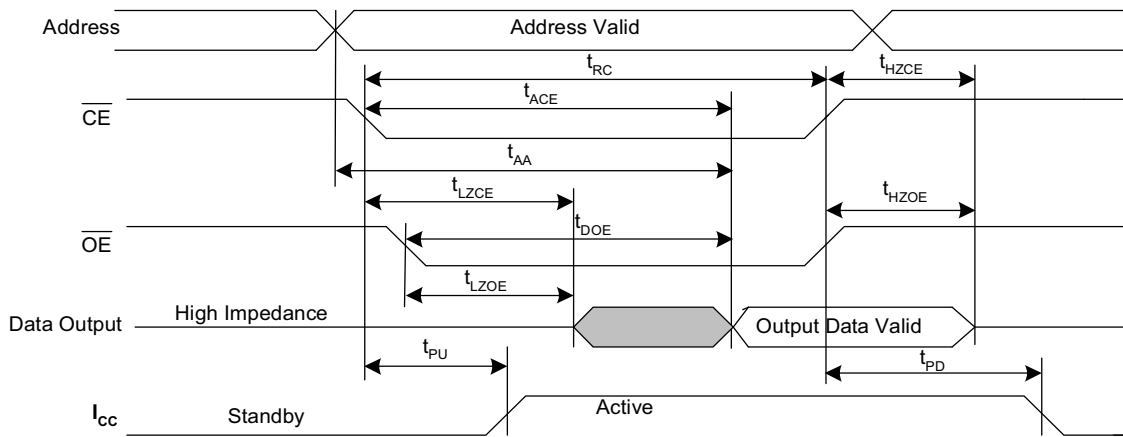 Address
Address Valid
tRC
tHZCE
tACE
CE
tAA
tLZCE
tHZOE
OE
tDOE
tLZOE
Data Output
High Impedance
Output Data Valid
tPU
tPD
ICC
Standby
Active